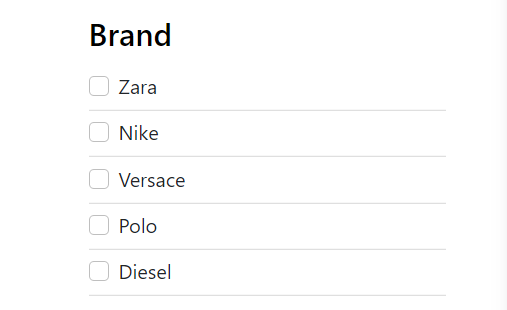 Brand
Zara
Nike
Versace
Polo
Diesel